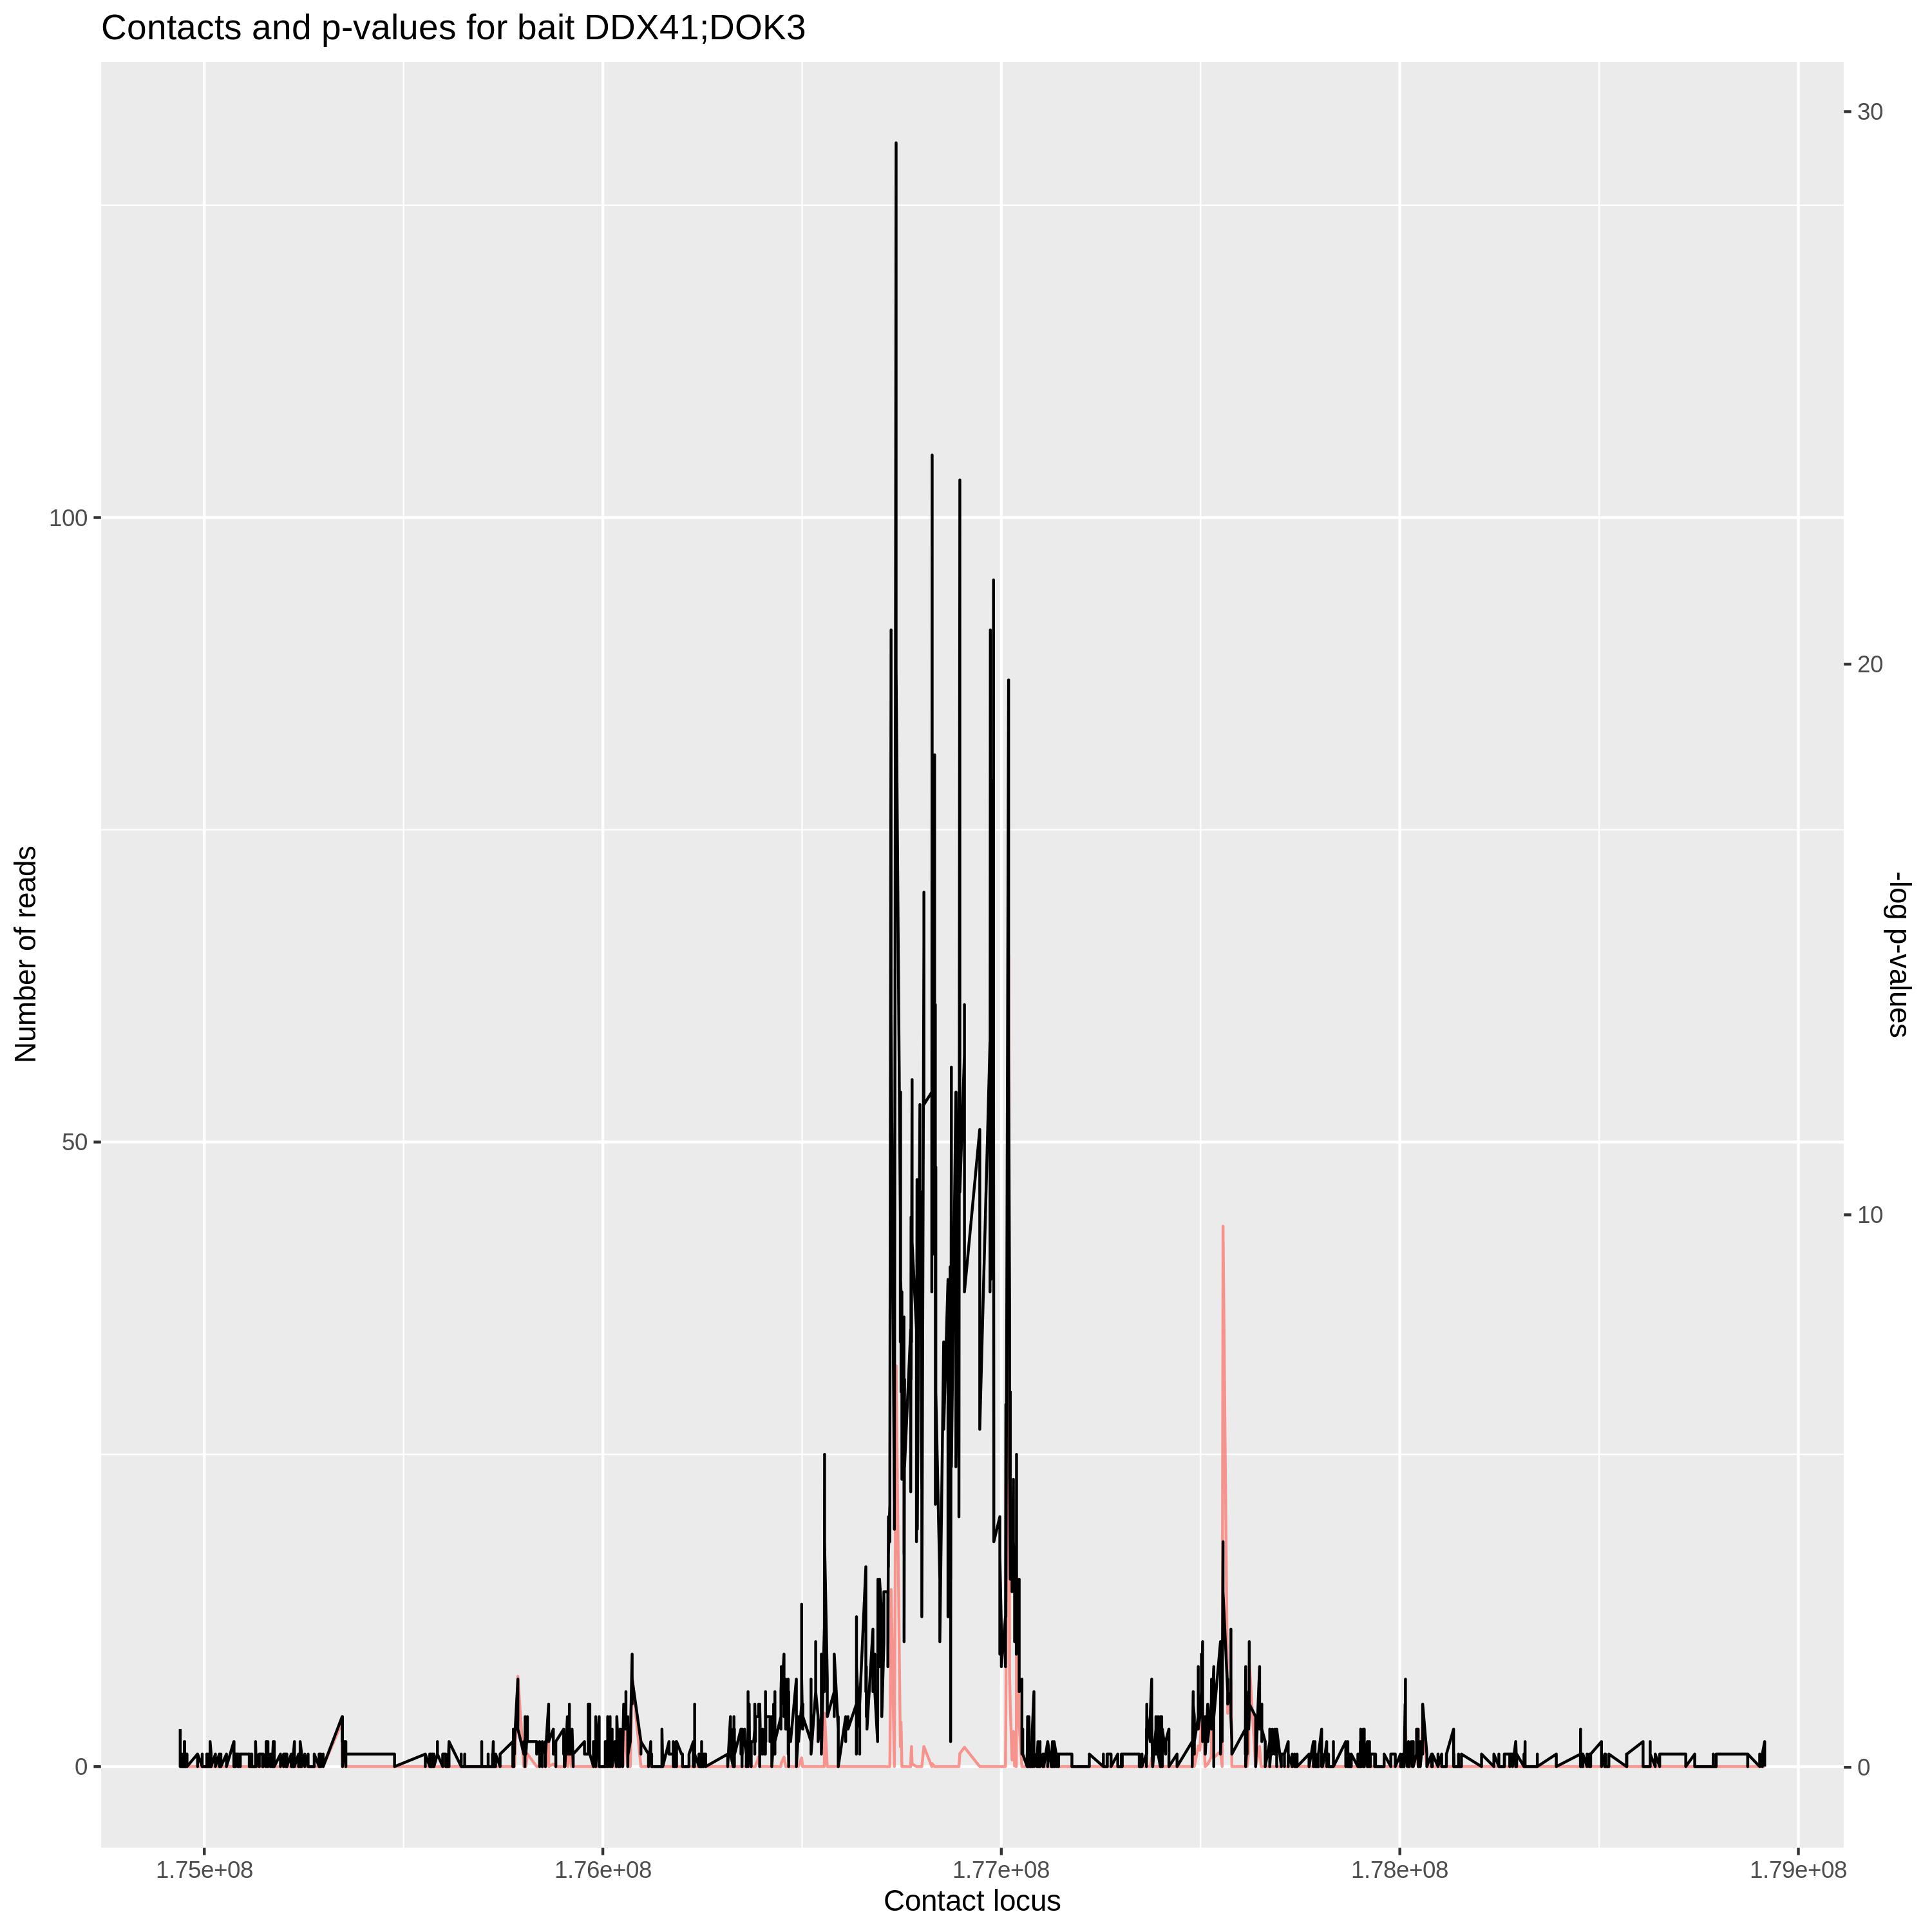 Contacts and p-values for bait DDX41;DOK3
30
100
20
Number of reads
-log p-values
50
10
0
0
1.75e+08
1.76e+08
1.77e+08
1.78e+08
1.79e+08
Contact locus